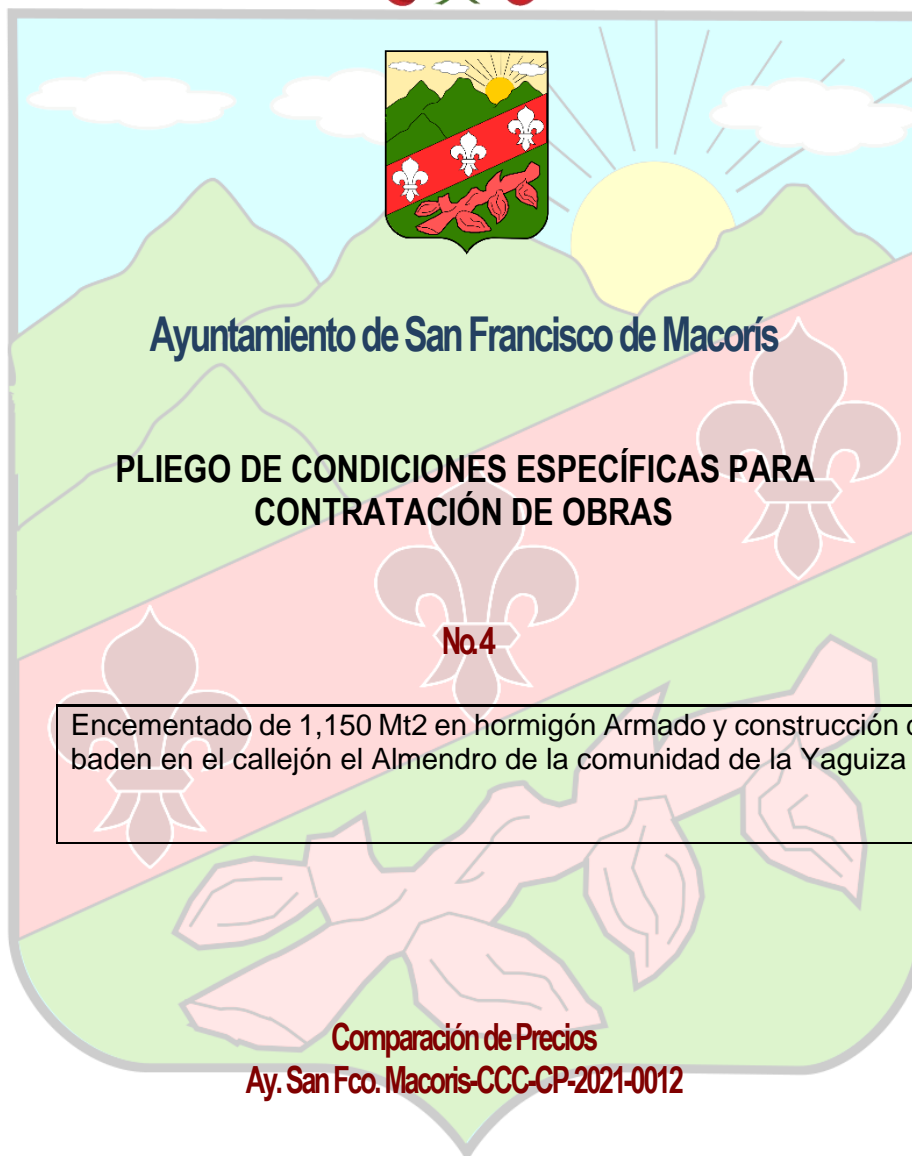 Ayuntamiento de San Francisco de Macorís
PLIEGO DE CONDICIONES ESPECÍFICAS PARA
CONTRATACIÓN DE OBRAS
No.4
Encementado de 1,150 Mt2 en hormigón Armado y construcción
baden en el callejón el Almendro de la comunidad de la Yaguiza
Comparación de Precios
Ay. San Fco. Macoris-CCC-CP-2021-0012